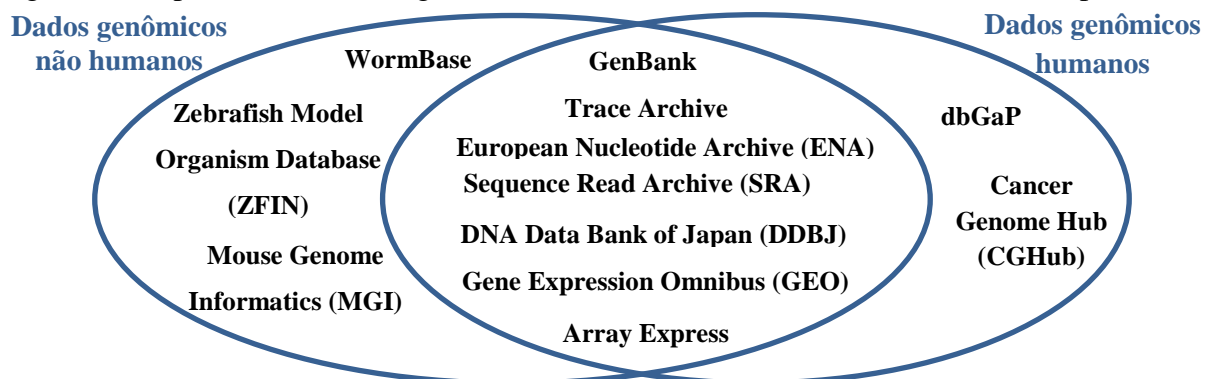 Dados genômicos
não humanos
WormBase
Zebrafish Model
Organism Database
(ZFIN)
Mouse Genome
Informatics (MGI)
GenBank
Trace Archive
European Nucleotide Archive (ENA)
Sequence Read Archive (SRA)
DNA Data Bank of Japan (DDBJ)
Gene Expression Omnibus (GEO)
Array Express
Dados genômicos
humanos
dbGaP
Cancer
Genome Hub
(CGHub)